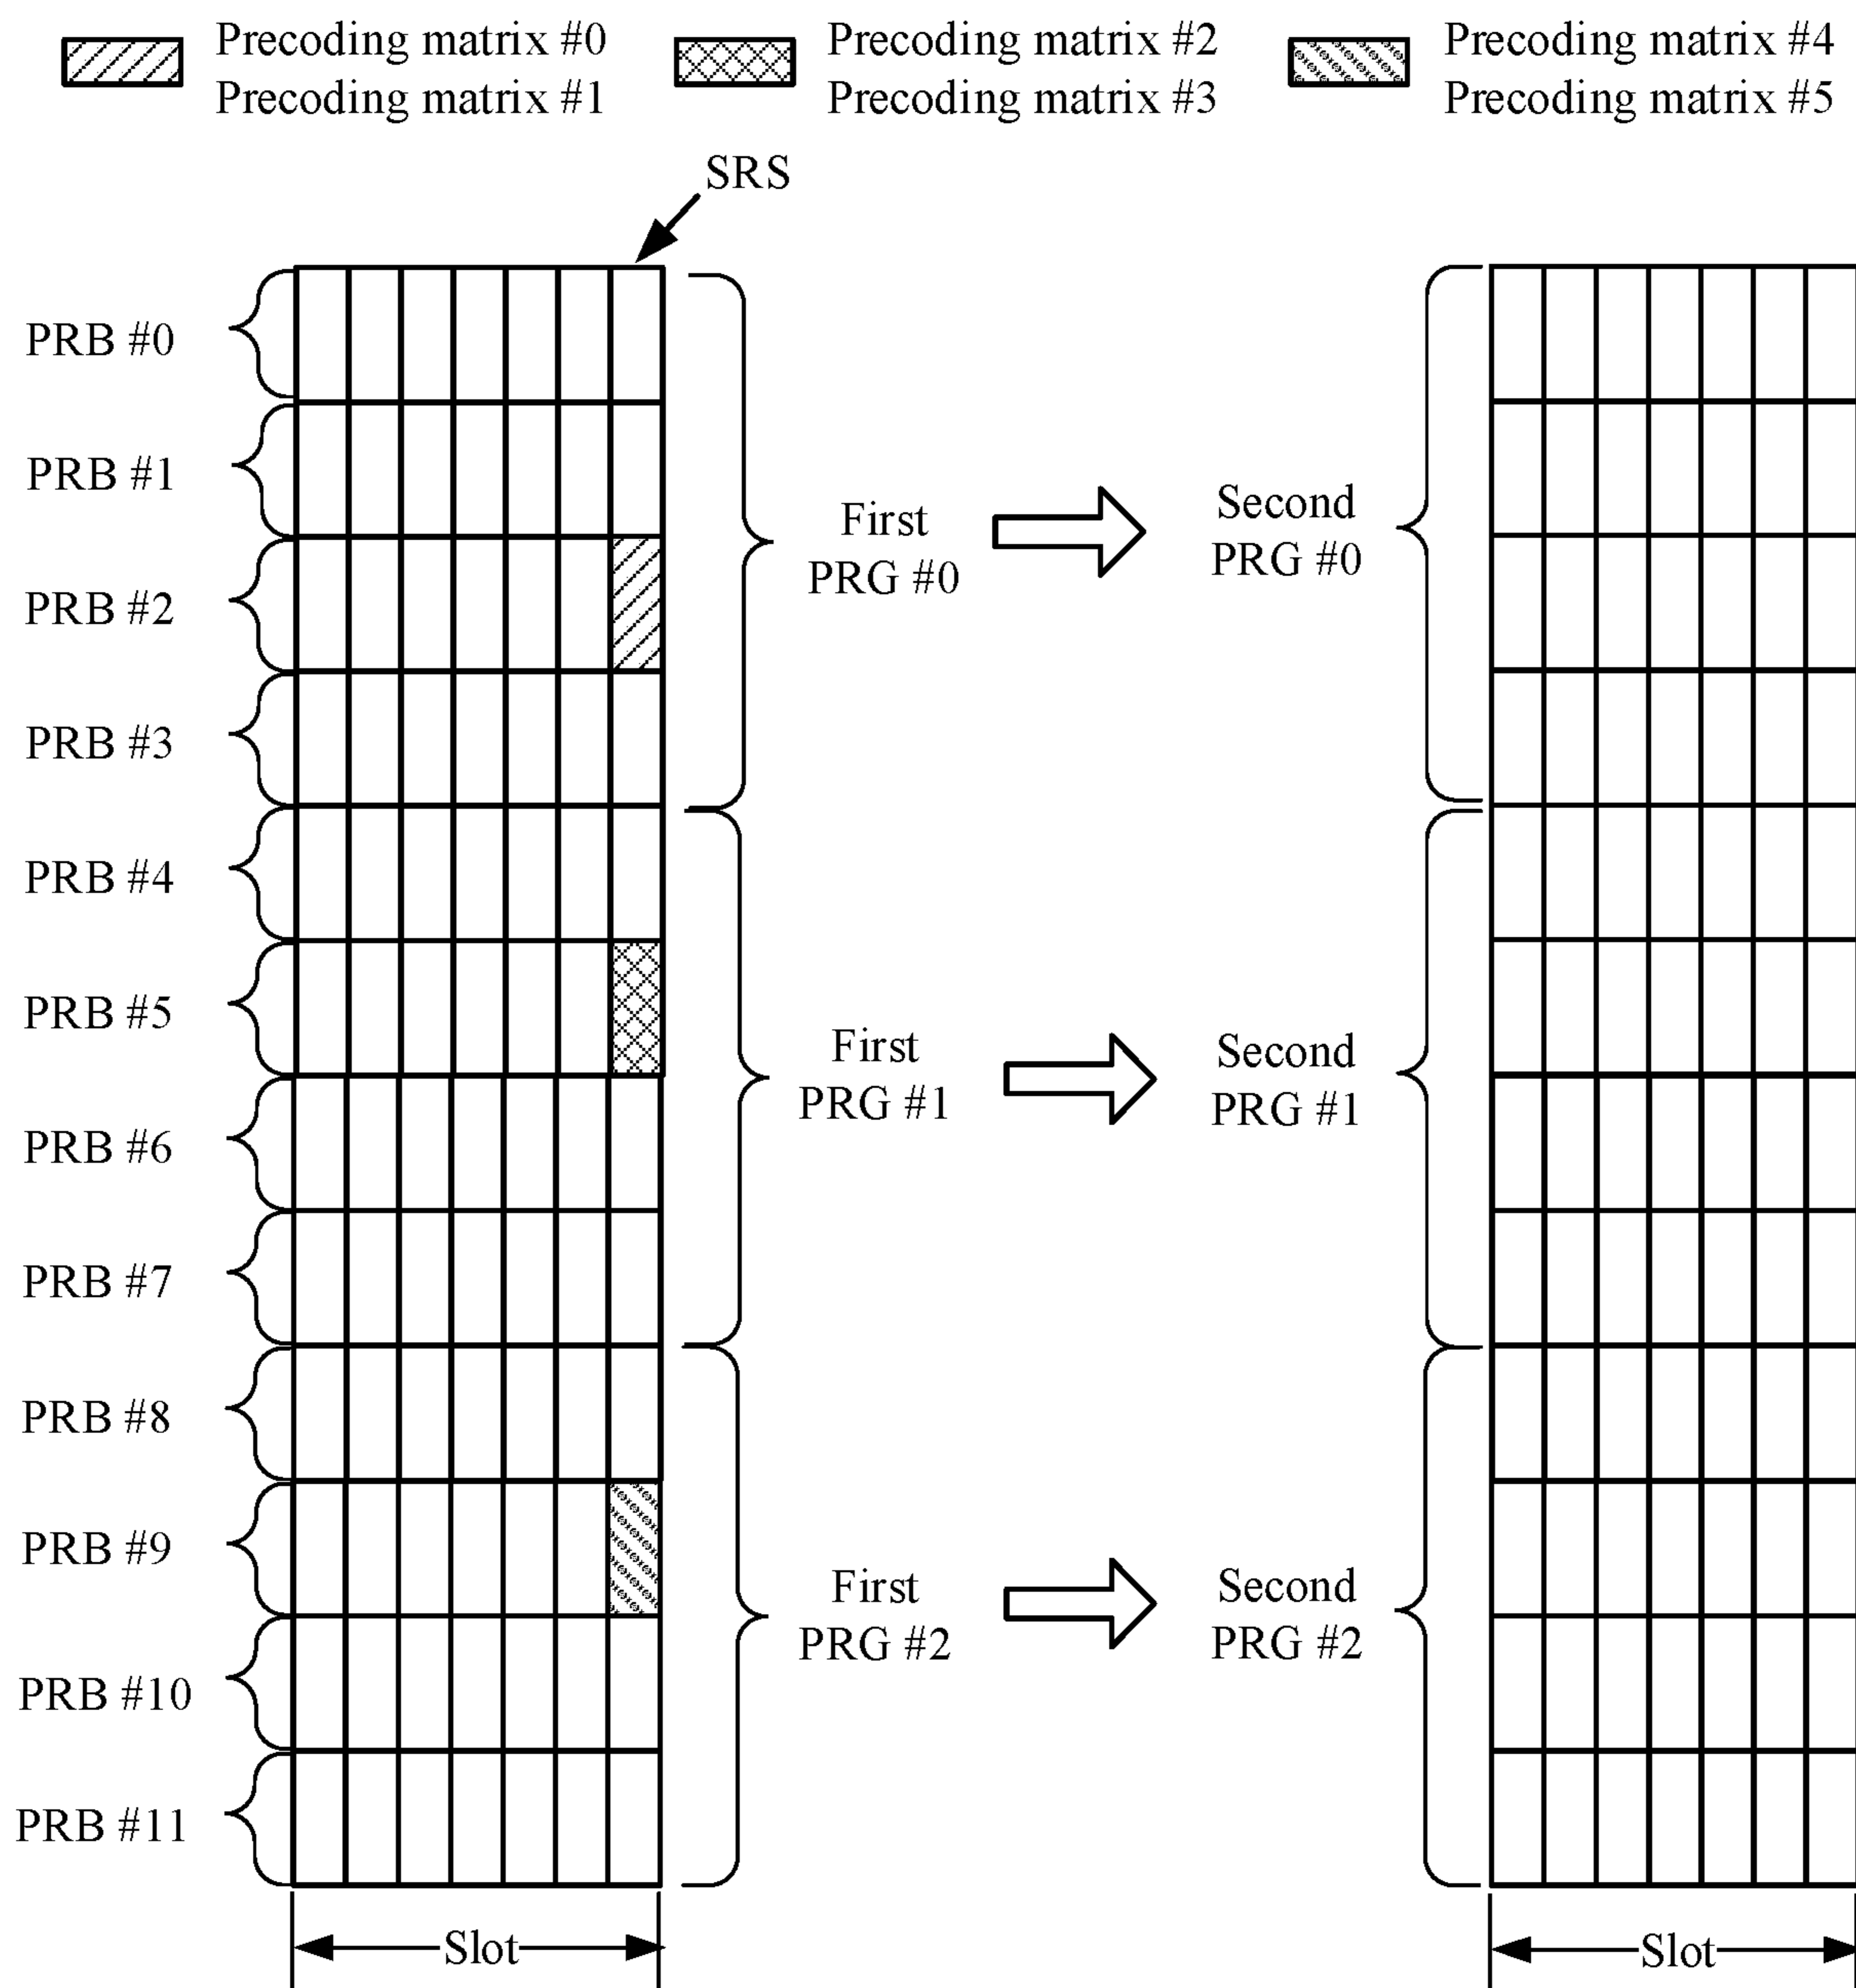 Precoding matrix #0
Precoding matrix #1
Precoding matrix #2
Precoding matrix #3
Precoding matrix #4
Precoding matrix #5
SRS
PRB #0
PRB #1
PRB #2
PRB #3
PRB #4
PRB #5
PRB #6
PRB #7
PRB #8
PRB #9
PRB #10
PRB #11
First
PRG #0
Second
PRG #0
First
PRG #1
Second
PRG #1
First
PRG #2
Second
PRG #2
Slot
Slot